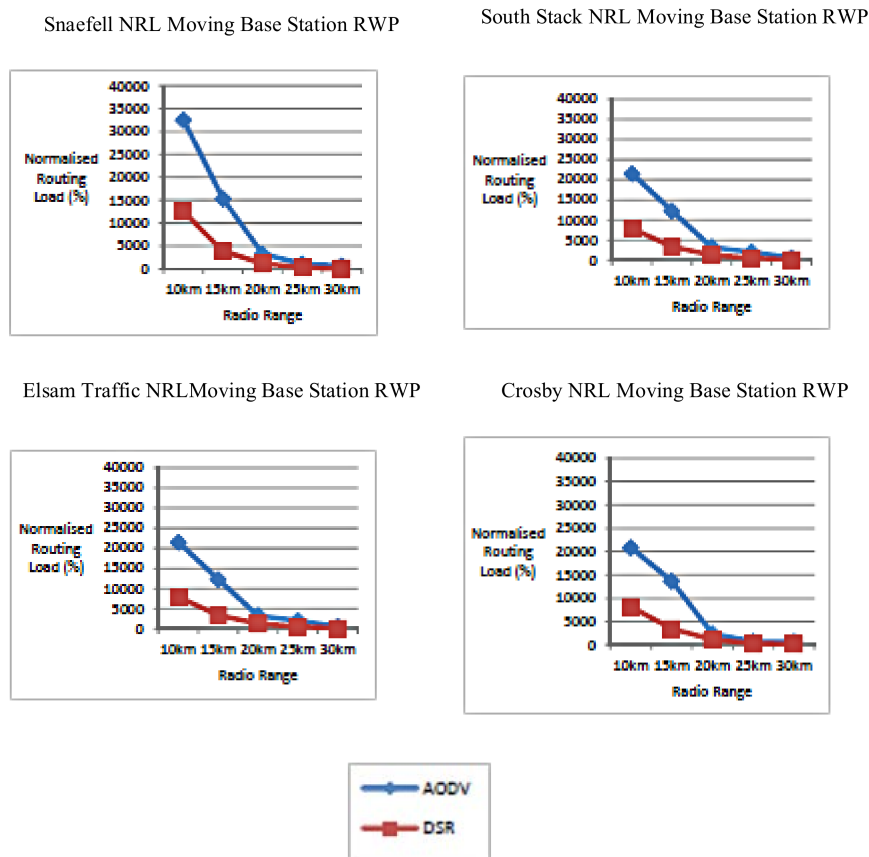 Snaefell NRL Moving Base Station RWP
40000
35000
30000
25000
20000
15000
10000
5000
0
Normalised
Routing
Load (%)
10km 15km 20km 25km 30km
Radio Range
South Stack NRL Moving Base Station RWP
40000
35000
30000
25000
20000
15000
10000
5000
0
Normalised
Routing
Load (%)
10km 15km 20km 25km 30km
Radio Range
Elsam Traffic NRLMoving Base Station RWP
40000
35000
30000
25000
20000
15000
10000
5000
0
Normalised
Routing
Load (%)
10km 15km 20km 25km 30km
Radio Range
Crosby NRL Moving Base Station RWP
40000
35000
30000
25000
20000
15000
10000
5000
0
Normalised
Routing
Load (%)
10km 15km 20km 25km 30km
Radio Range
AODV
DSR